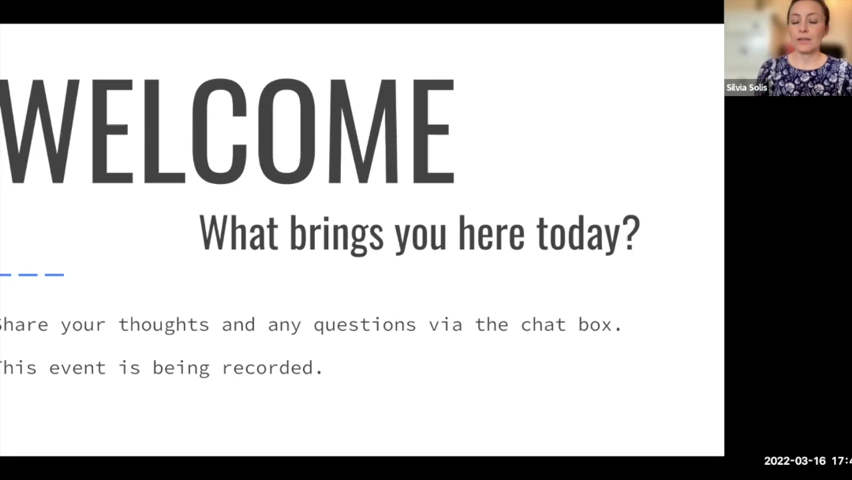 WELCOME
What brings you here today?
Share your thoughts and any questions via the chat box.
This event is being recorded.
Silvia Solis
2022-03-16 17:4